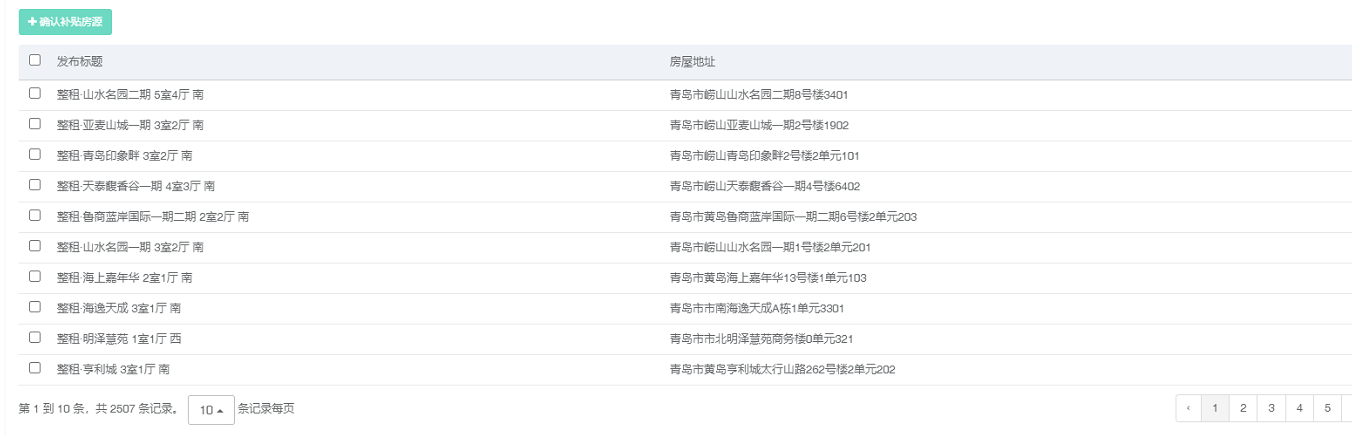 确认补贴房源
发布标题 房屋地址
整租·山水名园二期 5室4厅 南 青岛市崂山山水名园二期8号楼3401
整租·亚麦山城一期 3室2厅 南 青岛市崂山亚麦山城一期2号楼1902
整租·青岛印象畔 3室2厅 南 青岛市崂山青岛印象畔2号楼2单元101
整租·天泰馥香谷一期 4室3厅 南 青岛市崂山天泰馥香谷一期4号楼6402
整租·鲁商蓝岸国际一期二期 2室2厅 南 青岛市黄岛鲁商蓝岸国际一期二期6号楼2单元203
整租·山水名园一期 3室2厅 南 青岛市崂山山水名园一期1号楼2单元201
整租·海上嘉年华 2室1厅 南 青岛市黄岛海上嘉年华13号楼1单元103
整租·海逸天成 3室1厅 南 青岛市市南海逸天成A栋1单元3301
整租·明泽慧苑 1室1厅 西 青岛市市北明泽慧苑商务楼0单元321
整租·亨利城 3室1厅 南 青岛市黄岛亨利城太行山路262号楼2单元202
第 1 到 10 条，共 2507 条记录。 10 条记录每页 ‹ 1 2 3 4 5